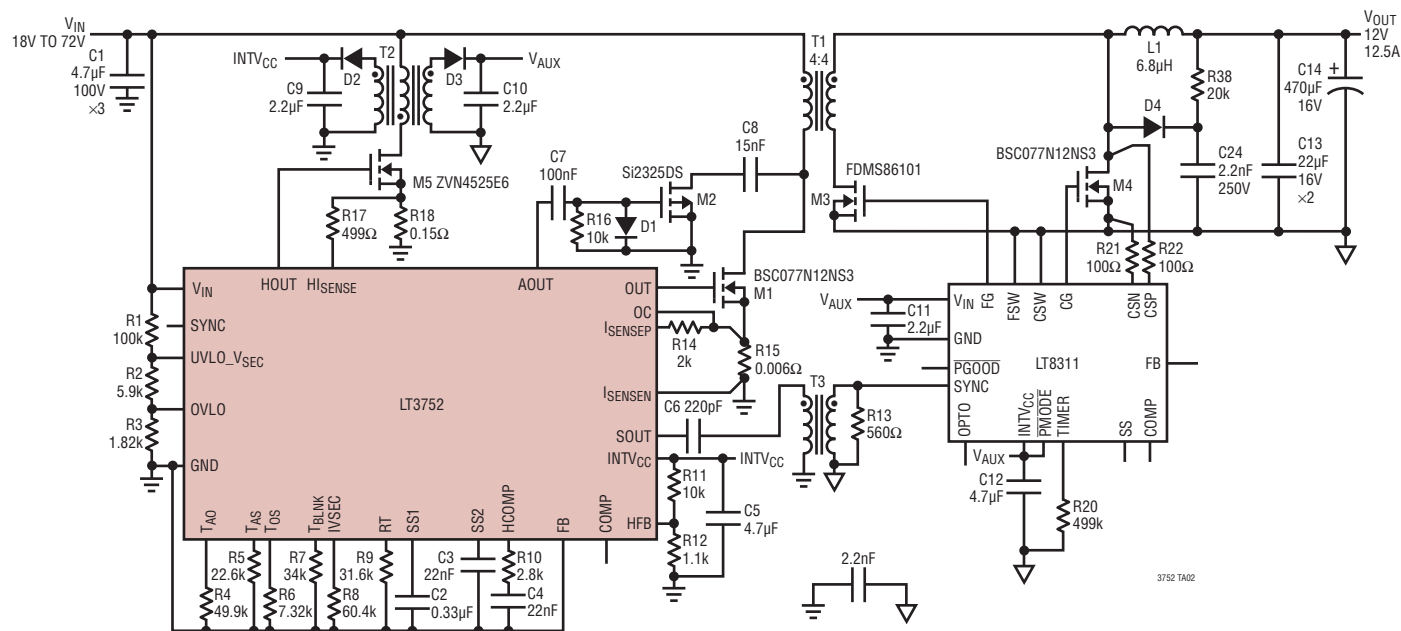 VIN
18V TO 72V
C1
4.7µF
100V
×3
INTVCC
D2
T2
D3
VAUX
C9
2.2µF
C10
2.2µF
M5 ZVN4525E6
R17
499Ω
R18
0.15Ω
C7
100nF
R16
10k
D1
Si2325DS
M2
C8
15nF
T1
4:4
FDMS86101
M3
BSC077N12NS3
M1
L1
6.8µH
R38
20k
D4
BSC077N12NS3
M4
C24
2.2nF
250V
C14
470µF
16V
+
C13
22µF
16V
×2
VOUT
12V
12.5A
R21
100Ω
R22
100Ω
R1
100k
R2
5.9k
R3
1.82k
VIN
SYNC
UVLO_VSEC
OVLO
GND
HOUT
HISENSE
AOUT
OUT
OC
ISENSEP
ISENSEN
SOUT
INTVCC
HFB
LT3752
TAO
TAS
TOS
TBLNK
IVSEC
RT
SS1
SS2
HCOMP
FB
COMP
R14
2k
R15
0.006Ω
C6 220pF
T3
R13
560Ω
INTVCC
R11
10k
R12
1.1k
C5
4.7µF
R5
22.6k
R4
49.9k
R6
7.32k
R7
34k
R8
60.4k
R9
31.6k
C2
0.33µF
C3
22nF
R10
2.8k
C4
22nF
2.2nF
VAUX
C11
2.2µF
VIN
FG
FSW
CSW
CG
CSN
CSP
GND
PGOOD
SYNC
LT8311
FB
OPTO
INTVCC
PMODE
TIMER
SS
COMP
VAUX
C12
4.7µF
R20
499k
3752 TA02